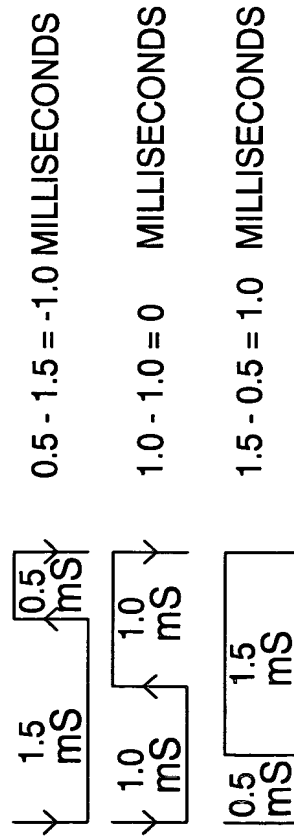 1.5
mS
0.5
mS
0.5 - 1.5 = -1.0 MILLISECONDS
1.0
mS
1.0
mS
1.0 - 1.0 = 0 MILLISECONDS
0.5
mS
1.5
mS
1.5 - 0.5 = 1.0 MILLISECONDS